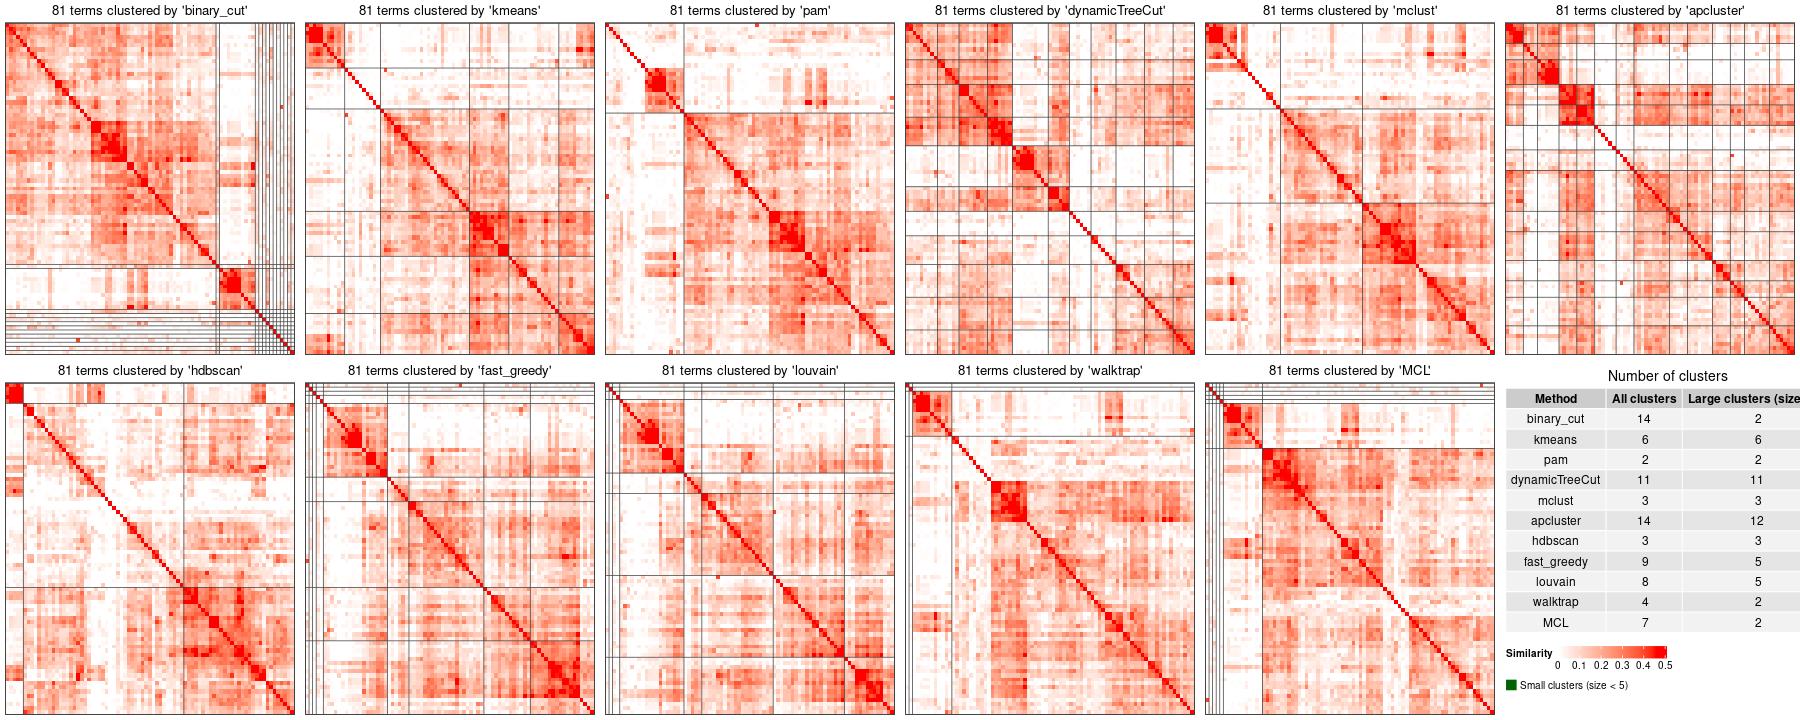 81 terms clustered by 'binary_cut'
81 terms clustered by 'kmeans'
81 terms clustered by 'pam'
81 terms clustered by 'dynamicTreeCut'
81 terms clustered by 'mclust'
81 terms clustered by 'apcluster'
81 terms clustered by 'hdbscan'
81 terms clustered by 'fast_greedy'
81 terms clustered by 'louvain'
81 terms clustered by 'walktrap'
81 terms clustered by 'MCL'
Number of clusters
Method All clusters Large clusters (size
binary_cut 14 2
kmeans 6 6
pam 2 2
dynamicTreeCut 11 11
mclust 3 3
apcluster 14 12
hdbscan 3 3
fast_greedy 9 5
louvain 8 5
walktrap 4 2
MCL 7 2
Similarity
0 0.1 0.2 0.3 0.4 0.5
Small clusters (size < 5)